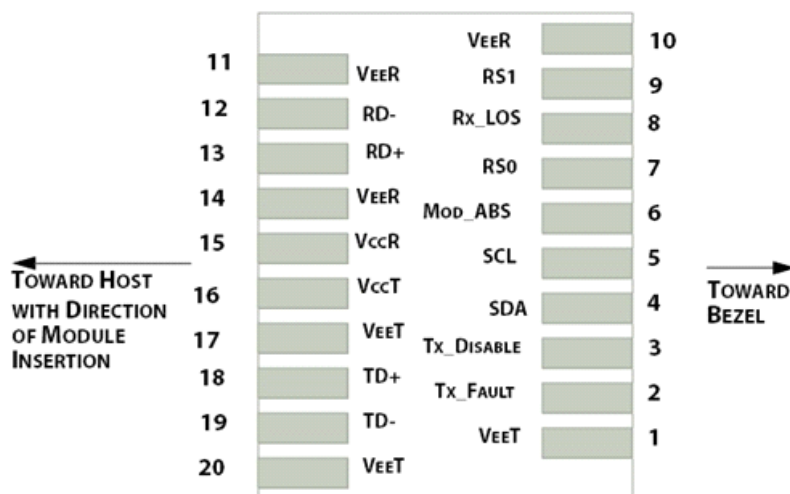 11 VEER
12 RD-
13 RD+
14 VEER
15 VCCR
16 VCCT
17 VEET
18 TD+
19 TD-
20 VEET
VEER 10
RS1 9
RX_LOS 8
RS0 7
MOD_ABS 6
SCL 5
SDA 4
TX_DISABLE 3
TX_FAULT 2
VEET 1
TOWARD HOST
WITH DIRECTION
OF MODULE
INSERTION
TOWARD
BEZEL